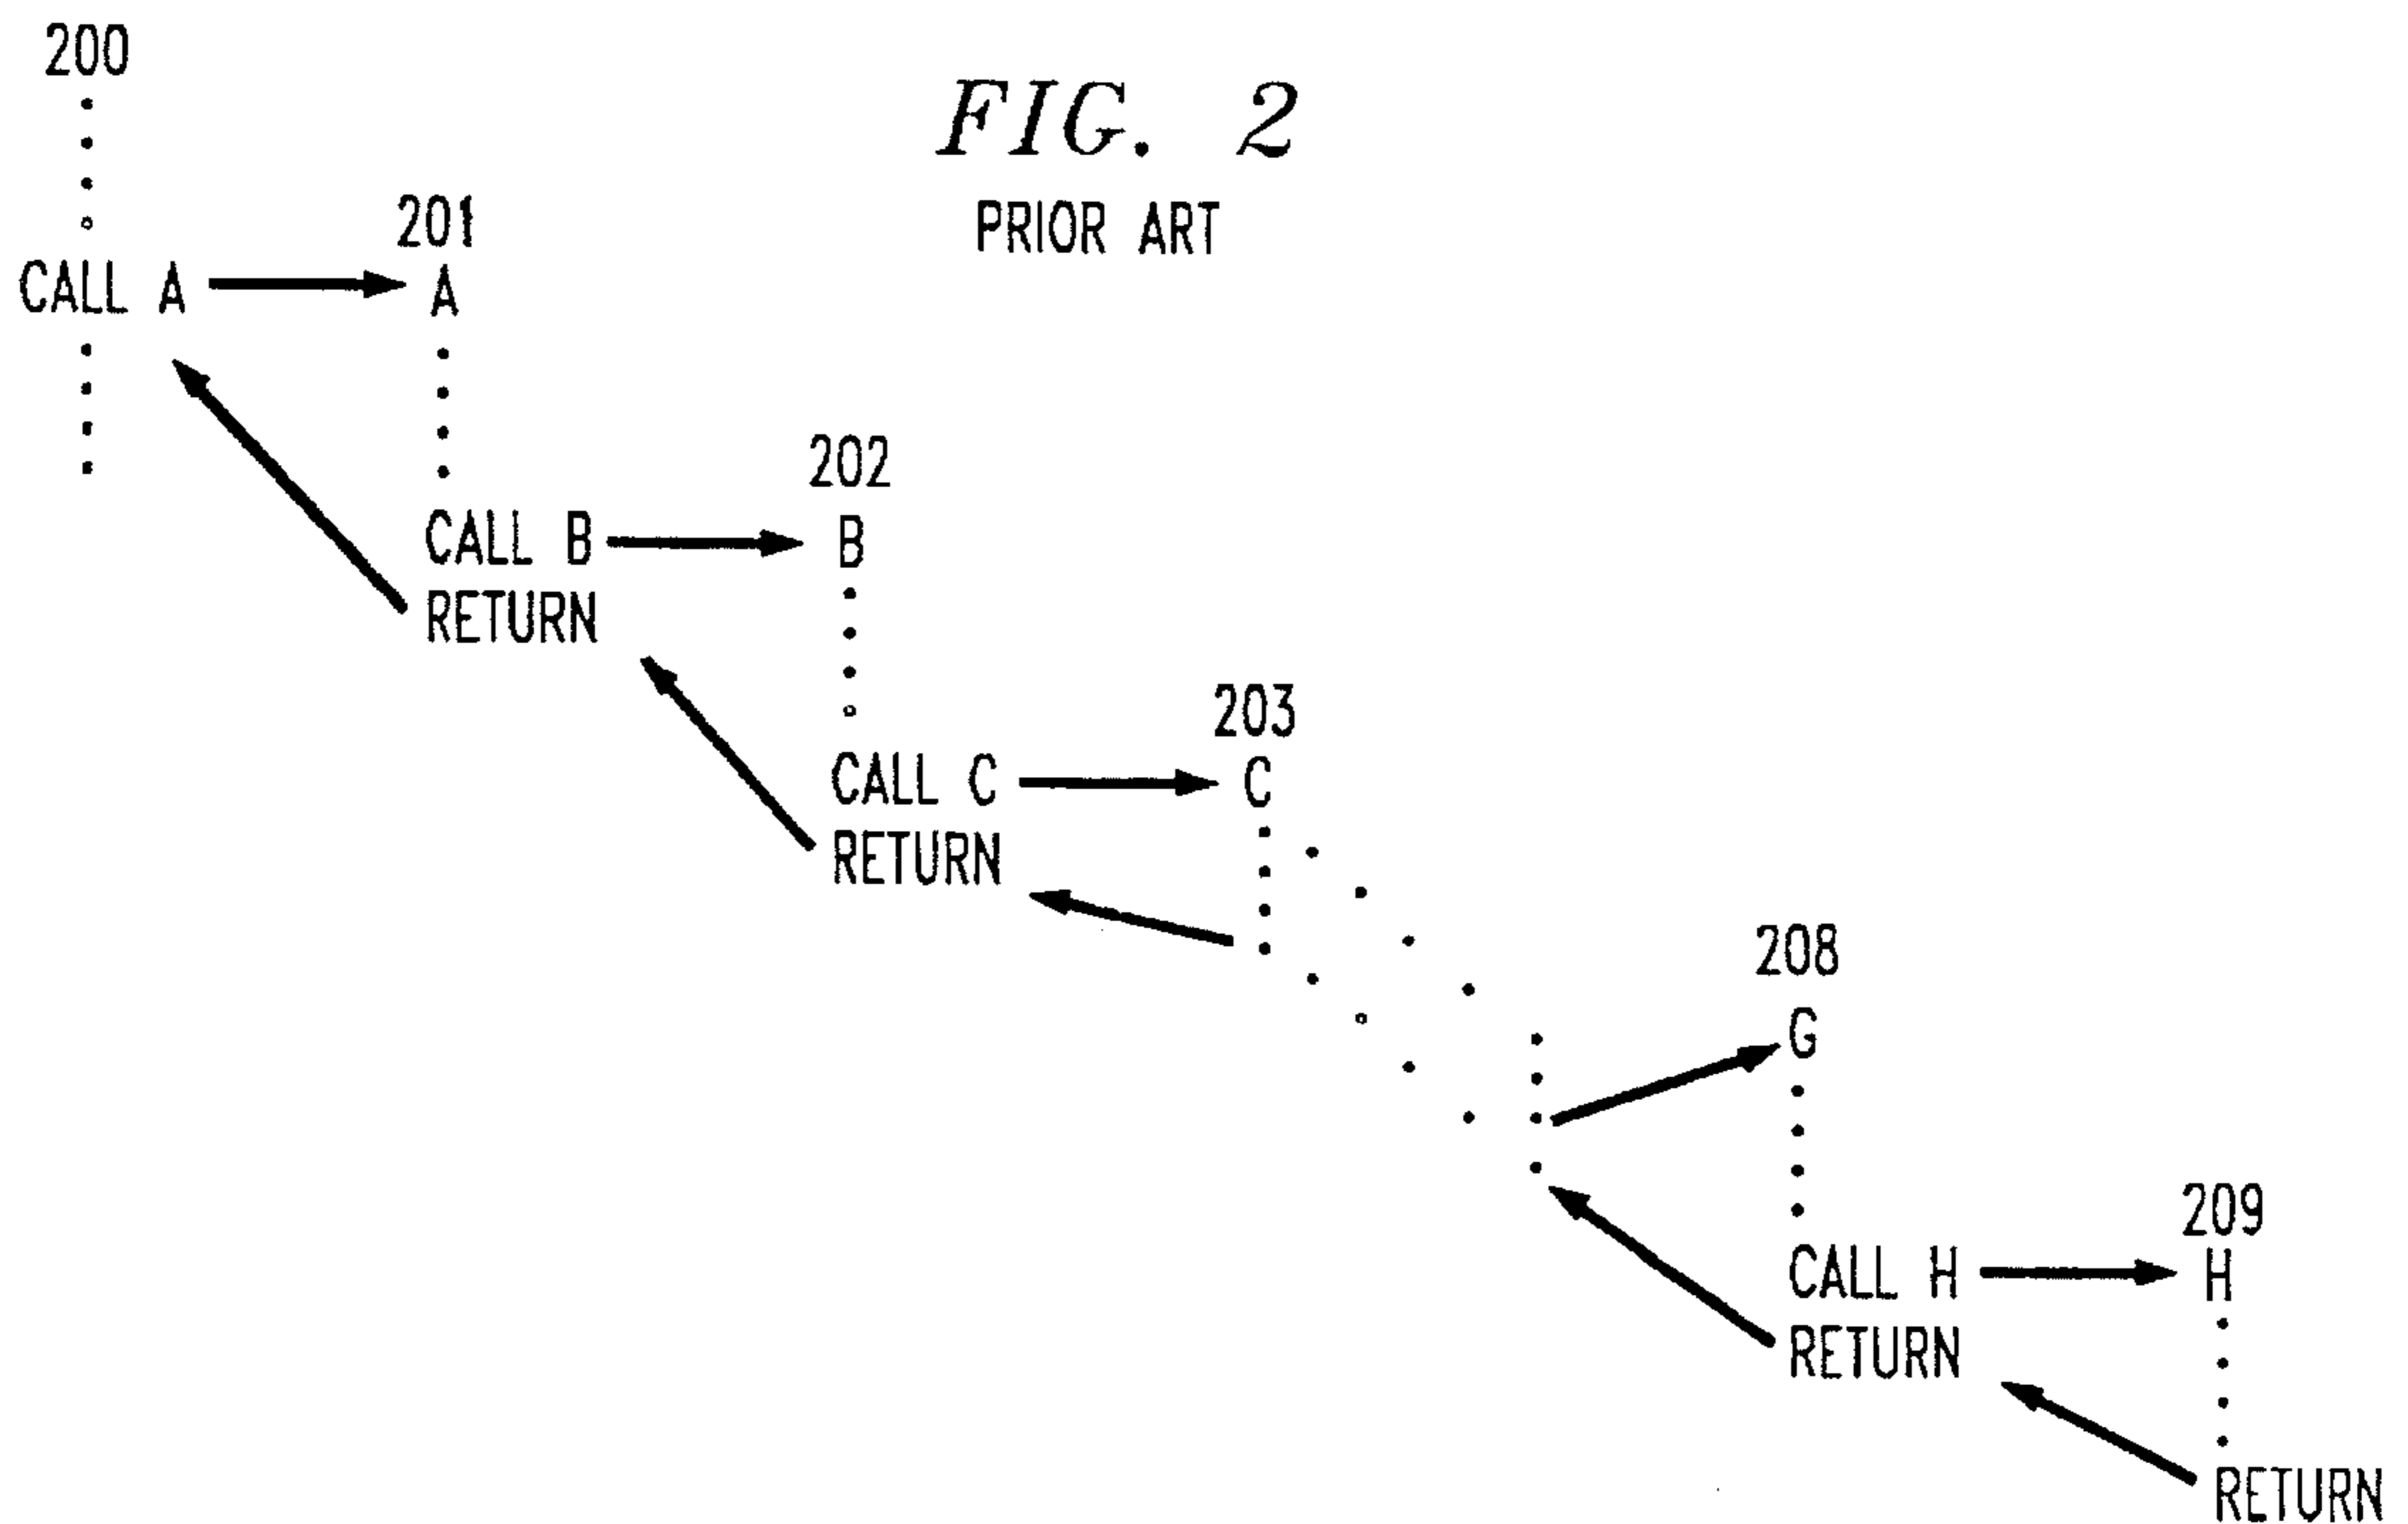 200
FIG. 2
PRIOR ART
201
CALL A
A
202
CALL B
B
RETURN
203
CALL C
C
RETURN
208
G
209
CALL H
H
RETURN
RETURN